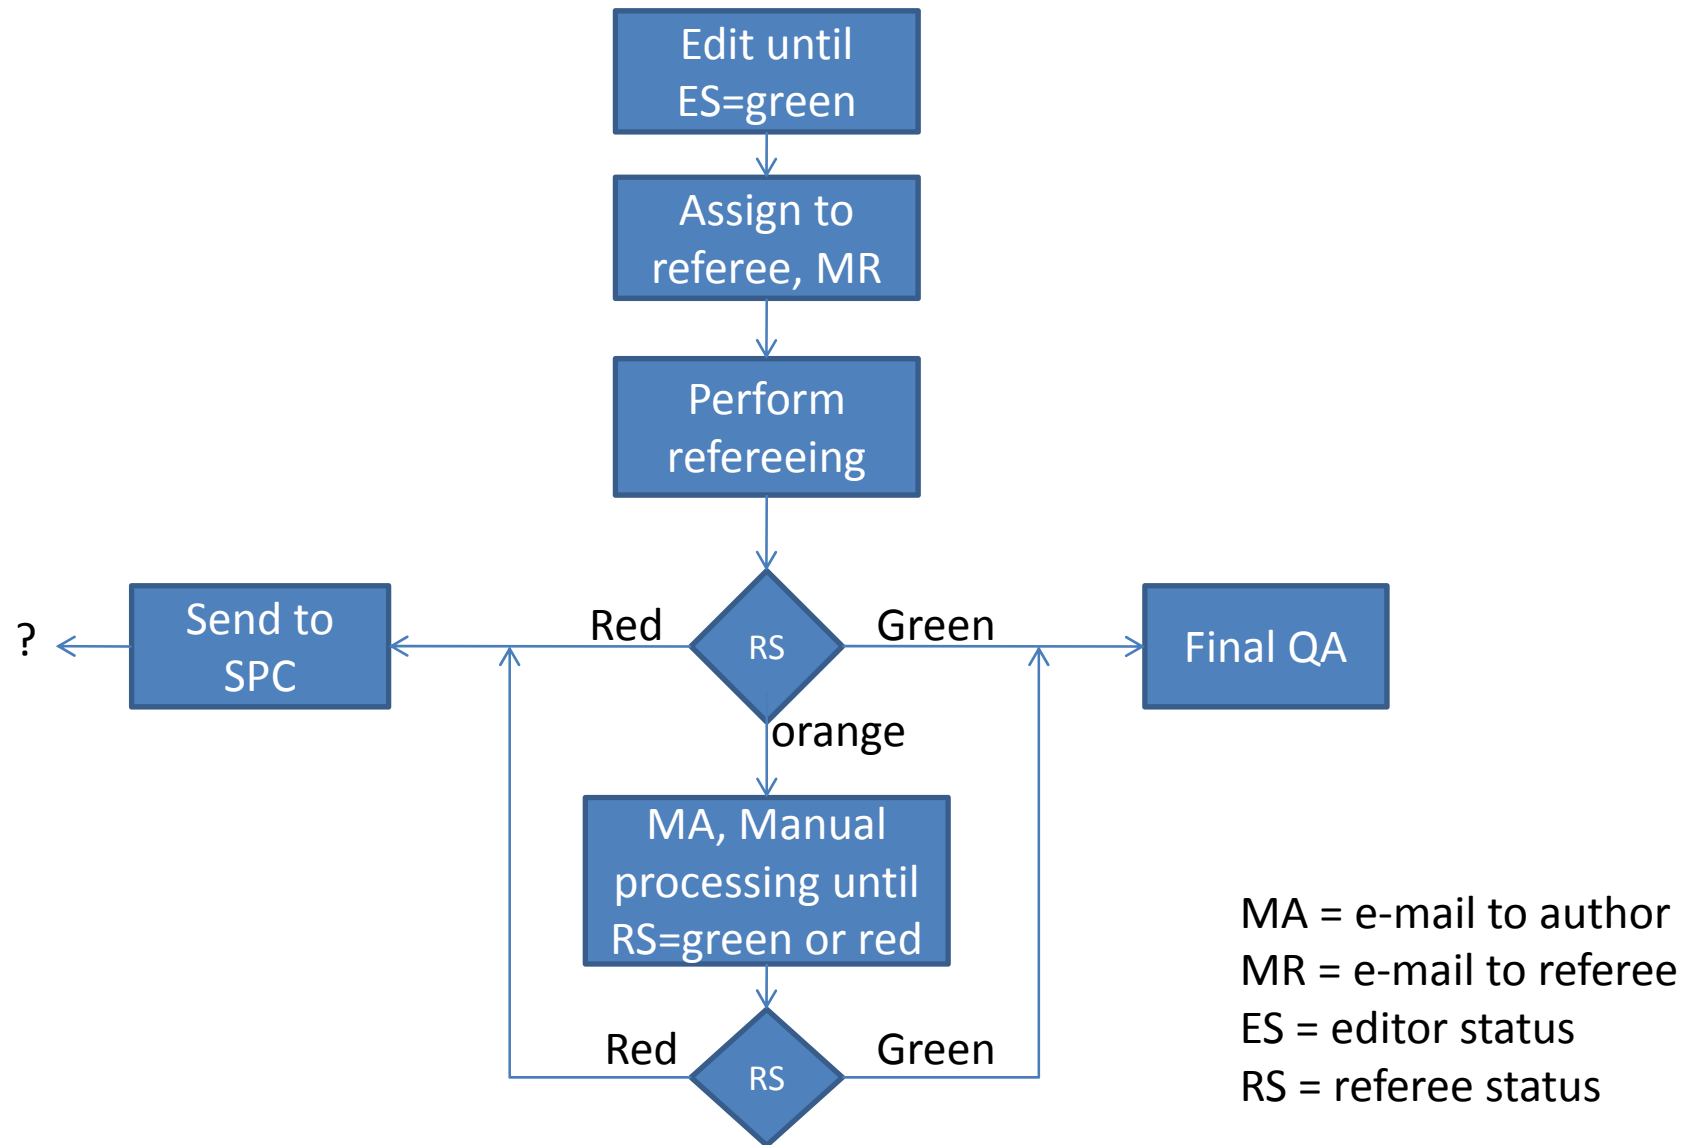 Edit until
ES=green
Assign to
referee, MR
Perform
refereeing
?
Send to
SPC
Red
RS
Green
Final QA
orange
MA, Manual
processing until
RS=green or red
Red
RS
Green
MA = e-mail to author
MR = e-mail to referee
ES = editor status
RS = referee status